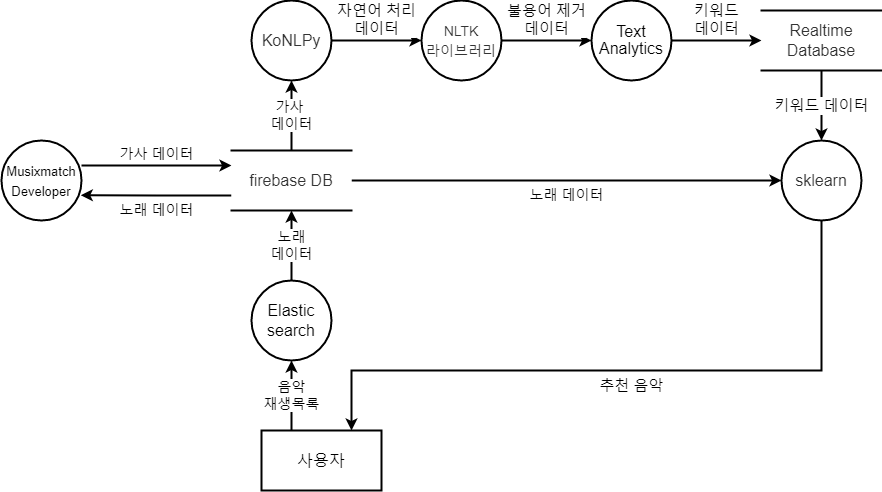 KoNLPy
자연어 처리
데이터
NLTK
라이브러리
불용어 제거
데이터
Text
Analytics
키워드
데이터
Realtime
Database
가사
데이터
키워드 데이터
Musixmatch
Developer
가사 데이터
노래 데이터
firebase DB
노래 데이터
sklearn
노래
데이터
Elastic
search
음악
재생목록
추천 음악
사용자